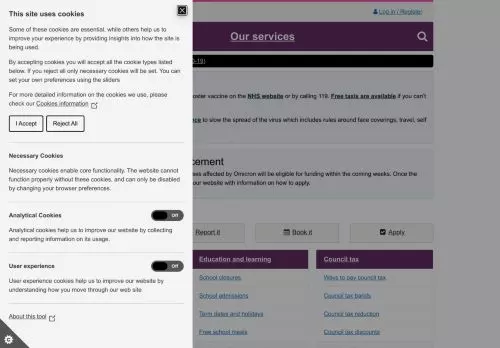 This site uses cookies
Some of these cookies are essential, while others help us to
improve your experience by providing insights into how the site is
being used.
By accepting cookies you will accept all the cookie types listed
below. If you reject all only necessary cookies will be set. You can
set your own preferences using the sliders
For more detailed information on the cookies we use, please
check our Cookies information
I Accept
Reject All
Necessary Cookies
Necessary cookies enable core functionality. The website cannot
function properly without these cookies, and can only be disabled
by changing your browser preferences.
Analytical Cookies
Off
Analytical cookies help us to improve our website by collecting
and reporting information on its usage.
User experience
Off
User experience cookies help us to improve our website by
understanding how you move through our web site
About this tool
Log in / Register
Our services
-19)
oster vaccine on the NHS website or by calling 119. Free taxis are available if you can't
nce to slow the spread of the virus which includes rules around face coverings, travel, self
cement
ses affected by Omicron will be eligible for funding within the coming weeks. Once the
our website with information on how to apply.
Report it
Book it
Apply
Education and learning
Council tax
School closures
Ways to pay council tax
School admissions
Council tax bands
Term dates and holidays
Council tax reduction
Free school meals
Council tax discounts